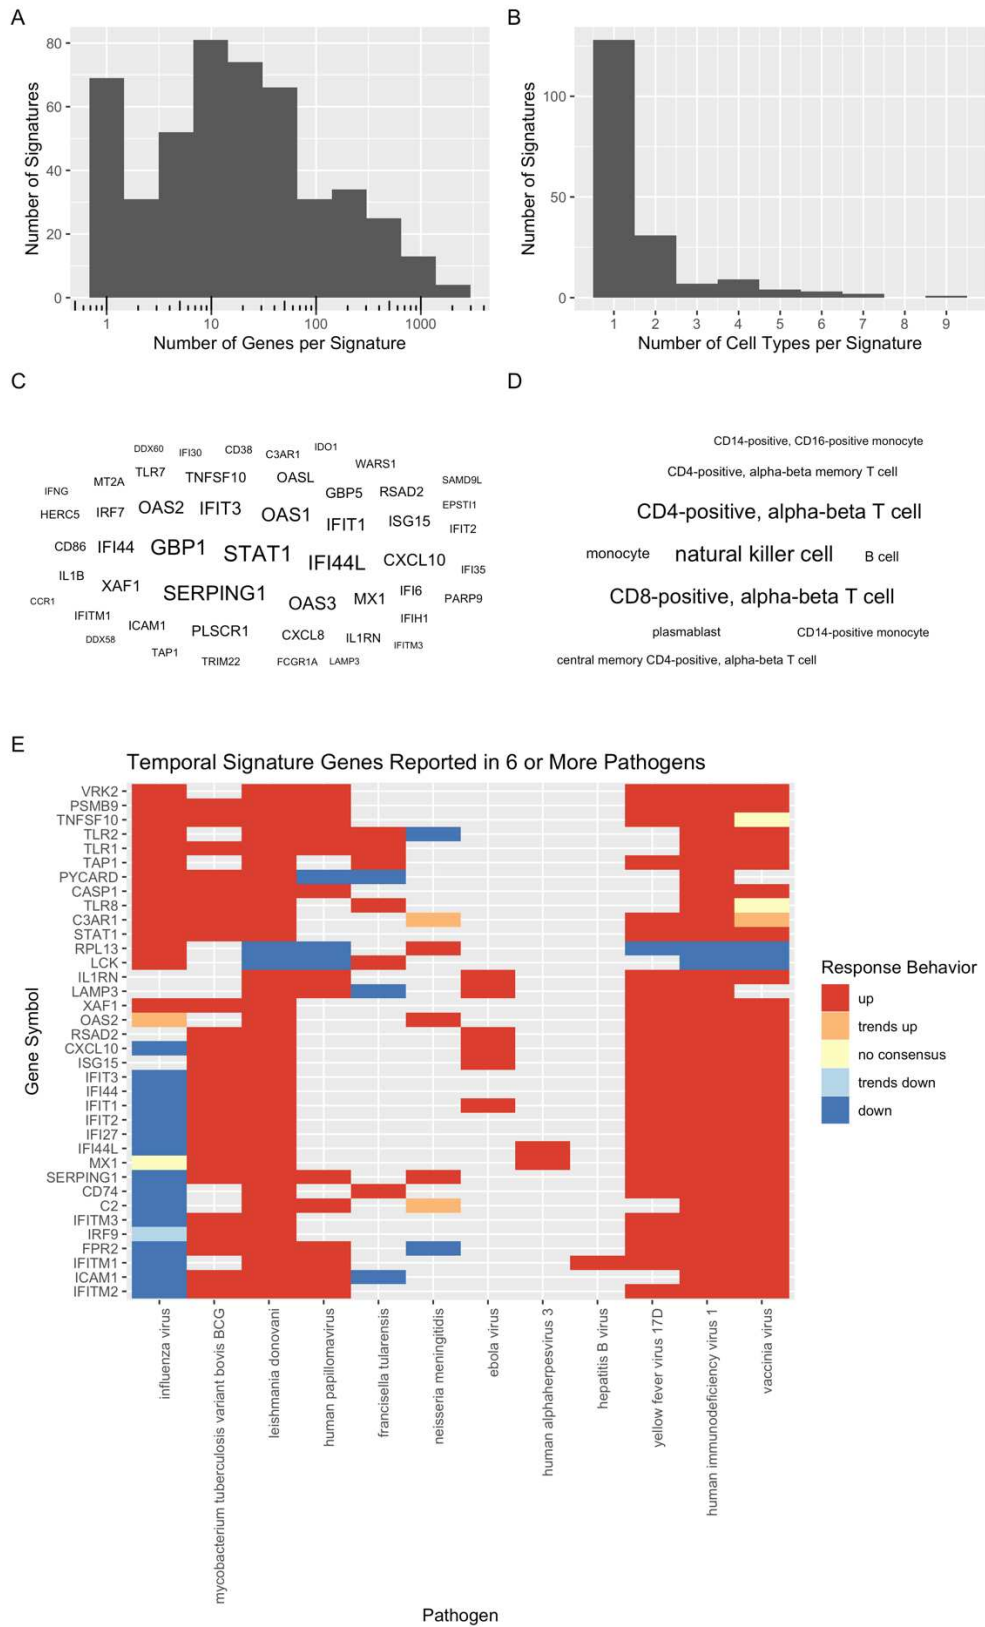 A
80
60
40
20
0
Number of Signatures
1
10
100
1000
Number of Genes per Signature
B
100
50
0
Number of Signatures
1
2
3
4
5
6
7
8
9
Number of Cell Types per Signature
C
DDX60
IFI30
CD38
C3AR1
IDO1
WARS1
TLR7
TNFSF10
OASL
SAMD9L
MT2A
IFNG
GBP5
RSAD2
EPSTI1
HERC5
IRF7
OAS2
IFIT3
OAS1
IFIT1
ISG15
IFIT2
CD86
IFI44
GBP1
STAT1
IFI44L
CXCL10
IFI35
IL1B
XAF1
SERPING1
OAS3
MX1
IFI6
PARP9
CCR1
IFITM1
ICAM1
PLSCR1
CXCL8
IL1RN
IFIH1
IFITM3
DDX58
TAP1
TRIM22
FCGR1A
LAMP3
D
CD14-positive, CD16-positive monocyte
CD4-positive, alpha-beta memory T cell
CD4-positive, alpha-beta T cell
monocyte
natural killer cell
B cell
CD8-positive, alpha-beta T cell
plasmablast
CD14-positive monocyte
central memory CD4-positive, alpha-beta T cell
E
Temporal Signature Genes Reported in 6 or More Pathogens
Gene Symbol
VRK2
PSMB9
TNFSF10
TLR2
TLR1
TAP1
PYCARD
CASP1
TLR8
C3AR1
STAT1
RPL13
LCK
IL1RN
LAMP3
XAF1
OAS2
RSAD2
CXCL10
ISG15
IFIT3
IFI44
IFIT1
IFIT2
IFI27
IFI44L
MX1
SERPING1
CD74
C2
IFITM3
IRF9
FPR2
IFITM1
ICAM1
IFITM2
influenza virus
mycobacterium tuberculosis variant bovis BCG
leishmania donovani
human papillomavirus
francisella tularensis
neisseria meningitidis
ebola virus
human alphaherpesvirus 3
hepatitis B virus
yellow fever virus 17D
human immunodeficiency virus 1
vaccinia virus
Pathogen
Response Behavior
up
trends up
no consensus
trends down
down